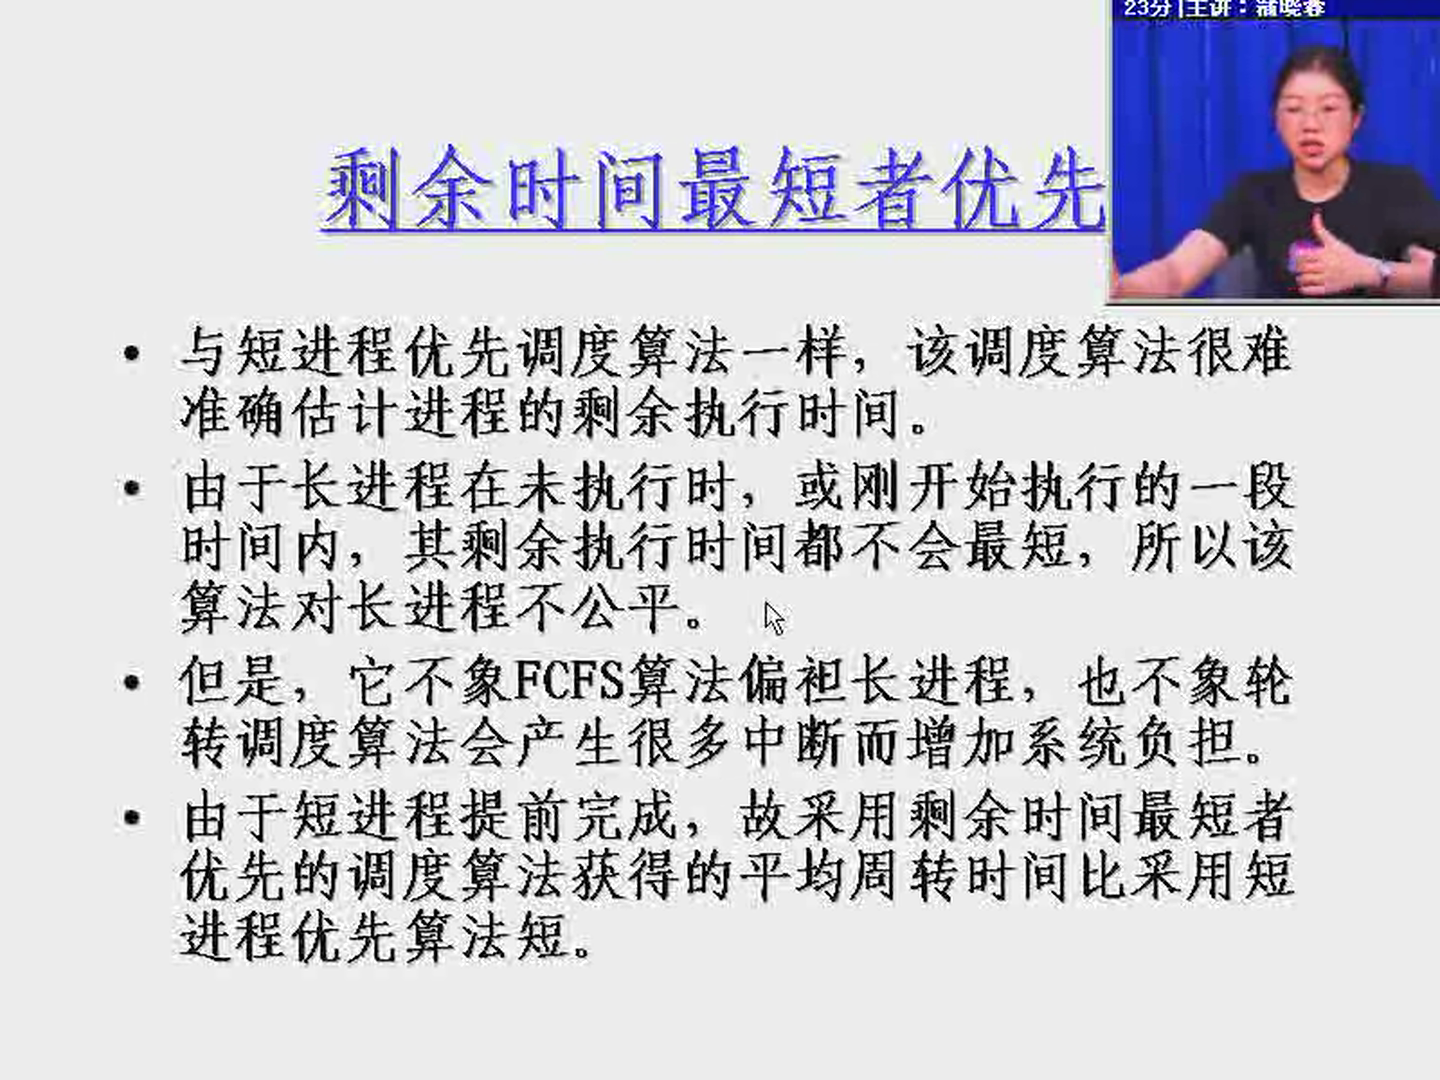 23分|主讲：蒲晓蓉
剩余时间最短者优先
• 与短进程优先调度算法一样，该调度算法很难
准确估计进程的剩余执行时间。
• 由于长进程在未执行时，或刚开始执行的一段
时间内，其剩余执行时间都不会最短，所以该
算法对长进程不公平。
• 但是，它不象FCFS算法偏袒长进程，也不象轮
转调度算法会产生很多中断而增加系统负担。
• 由于短进程提前完成，故采用剩余时间最短者
优先的调度算法获得的平均周转时间比采用短
进程优先算法短。